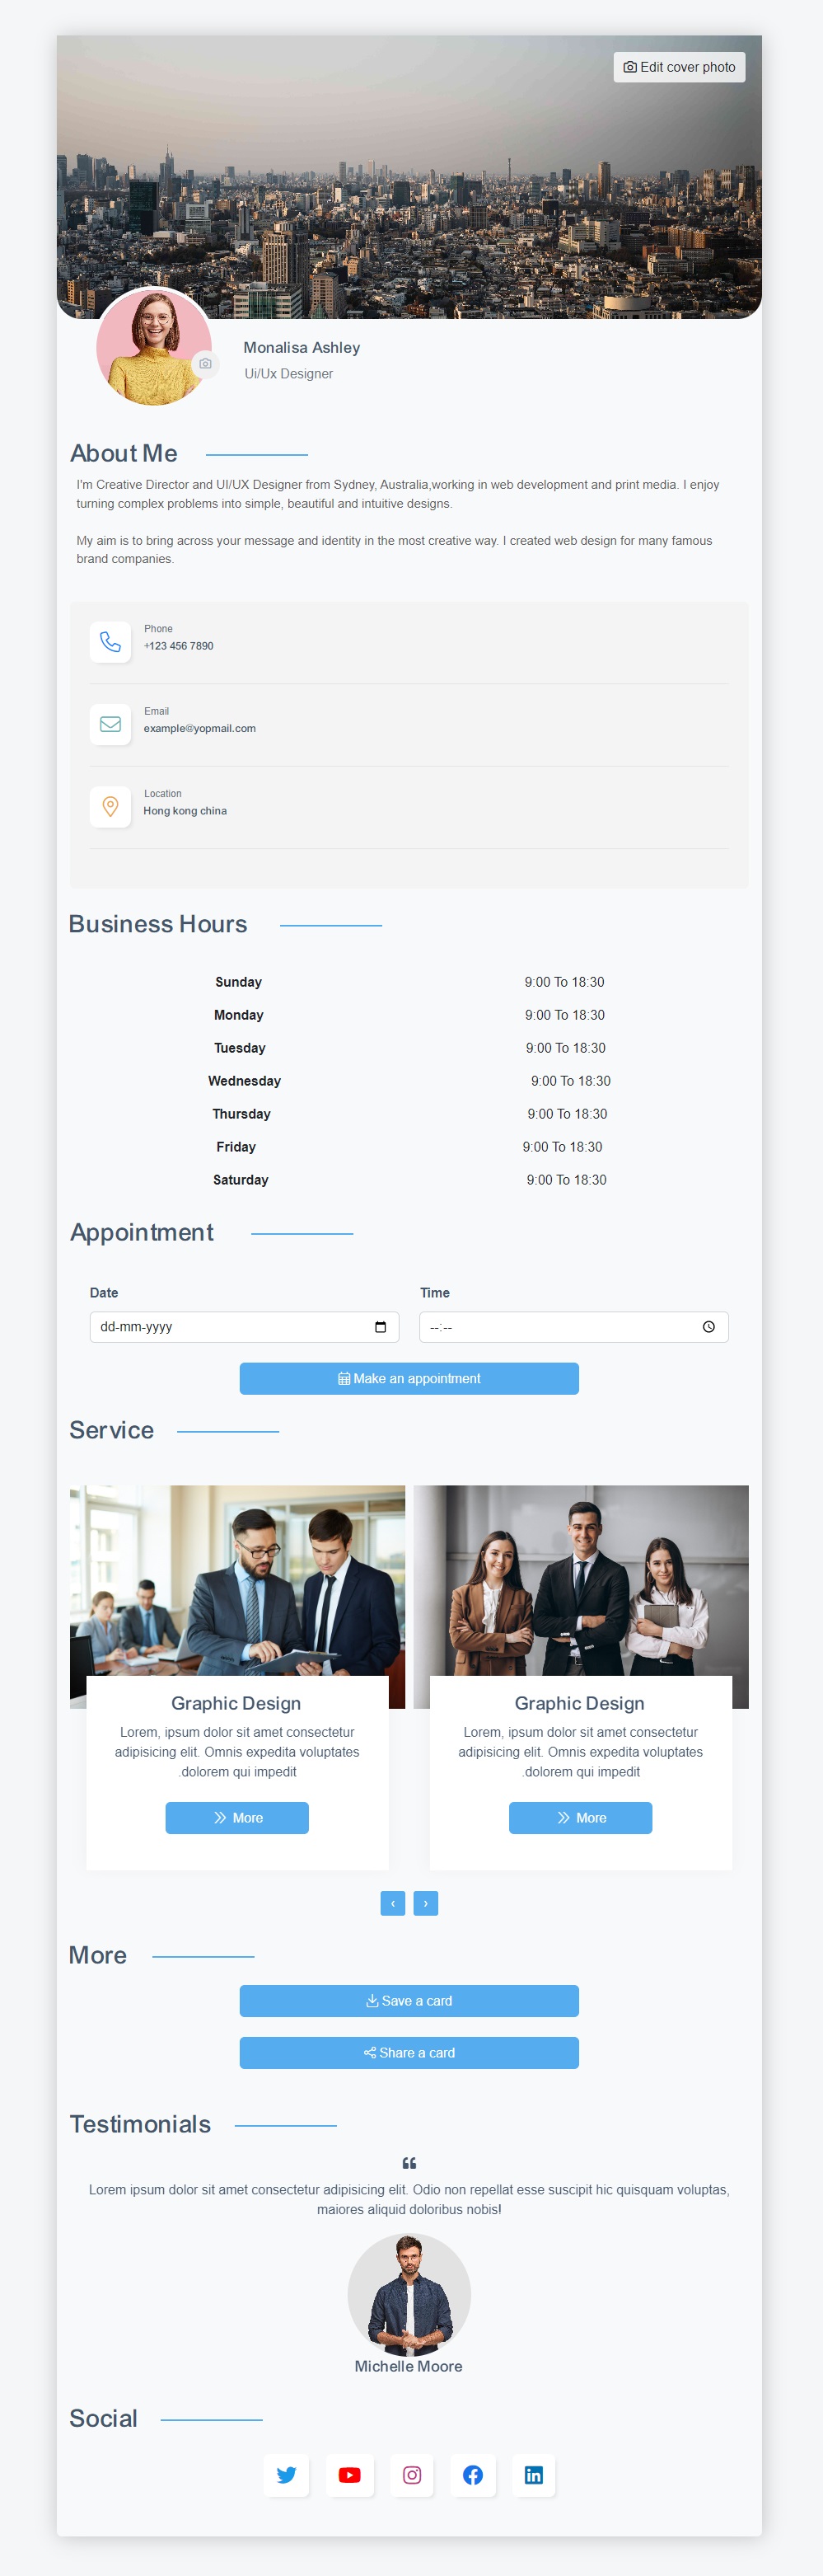 Edit cover photo
Monalisa Ashley
Ui/Ux Designer
About Me
I'm Creative Director and UI/UX Designer from Sydney, Australia,working in web development and print media. I enjoy
turning complex problems into simple, beautiful and intuitive designs.
My aim is to bring across your message and identity in the most creative way. I created web design for many famous
brand companies.
Phone
+123 456 7890
Email
example@yopmail.com
Location
Hong kong china
Business Hours
Sunday 9:00 To 18:30
Monday 9:00 To 18:30
Tuesday 9:00 To 18:30
Wednesday 9:00 To 18:30
Thursday 9:00 To 18:30
Friday 9:00 To 18:30
Saturday 9:00 To 18:30
Appointment
Date Time
dd-mm-yyyy --:--
Make an appointment
Service
Graphic Design
Lorem, ipsum dolor sit amet consectetur
adipisicing elit. Omnis expedita voluptates
.dolorem qui impedit
More
Graphic Design
Lorem, ipsum dolor sit amet consectetur
adipisicing elit. Omnis expedita voluptates
.dolorem qui impedit
More
‹ ›
More
Save a card
Share a card
Testimonials
Lorem ipsum dolor sit amet consectetur adipisicing elit. Odio non repellat esse suscipit hic quisquam voluptas,
maiores aliquid doloribus nobis!
Michelle Moore
Social